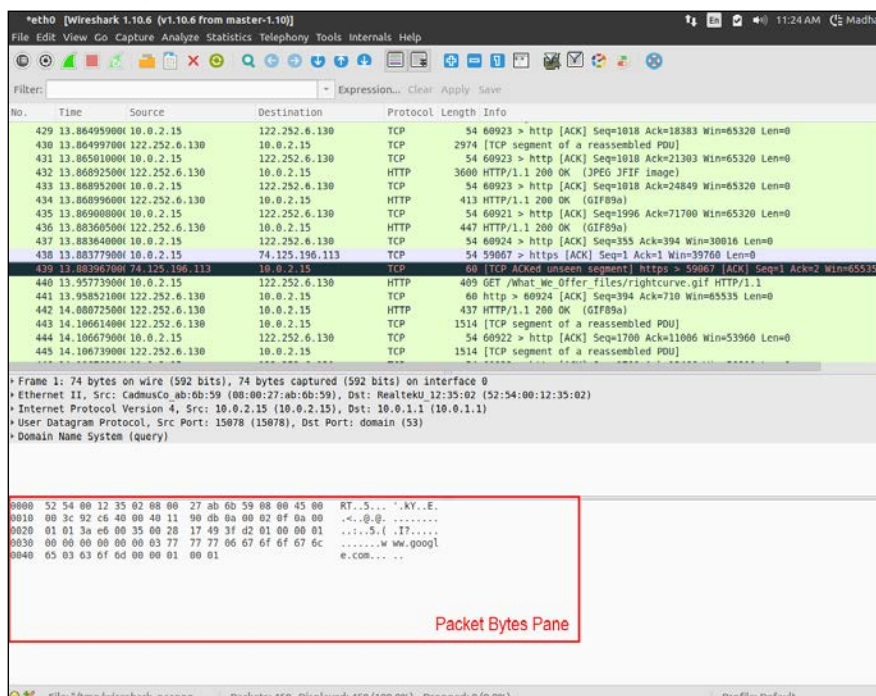 *eth0 [Wireshark 1.10.6 (v1.10.6 from master-1.10)]
En 11:24 AM Madha
File Edit View Go Capture Analyze Statistics Telephony Tools Internals Help
Filter: Expression... Clear Apply Save
No. Time Source Destination Protocol Length Info
429 13.86495900( 10.0.2.15 122.252.6.130 TCP 54 60923 > http [ACK] Seq=1018 Ack=18383 Win=65320 Len=0
430 13.86499700( 122.252.6.130 10.0.2.15 TCP 2974 [TCP segment of a reassembled PDU]
431 13.86501000( 10.0.2.15 122.252.6.130 TCP 54 60923 > http [ACK] Seq=1018 Ack=21303 Win=65320 Len=0
432 13.86892500( 122.252.6.130 10.0.2.15 HTTP 3600 HTTP/1.1 200 OK (JPEG JFIF image)
433 13.86895200( 10.0.2.15 122.252.6.130 TCP 54 60923 > http [ACK] Seq=1018 Ack=24849 Win=65320 Len=0
434 13.86899600( 122.252.6.130 10.0.2.15 HTTP 413 HTTP/1.1 200 OK (GIF89a)
435 13.86900800( 10.0.2.15 122.252.6.130 TCP 54 60921 > http [ACK] Seq=1996 Ack=71700 Win=65320 Len=0
436 13.88360500( 122.252.6.130 10.0.2.15 HTTP 447 HTTP/1.1 200 OK (GIF89a)
437 13.88364000( 10.0.2.15 122.252.6.130 TCP 54 60924 > http [ACK] Seq=355 Ack=394 Win=30016 Len=0
438 13.88377900( 10.0.2.15 74.125.196.113 TCP 54 59067 > https [ACK] Seq=1 Ack=1 Win=39760 Len=0
439 13.88396700( 74.125.196.113 10.0.2.15 TCP 60 [TCP ACKed unseen segment] https > 59067 [ACK] Seq=1 Ack=2 Win=65535
440 13.95773900( 10.0.2.15 122.252.6.130 HTTP 409 GET /What_We_Offer_files/rightcurve.gif HTTP/1.1
441 13.95852100( 122.252.6.130 10.0.2.15 TCP 60 http > 60924 [ACK] Seq=394 Ack=710 Win=65535 Len=0
442 14.08072500( 122.252.6.130 10.0.2.15 HTTP 437 HTTP/1.1 200 OK (GIF89a)
443 14.10661400( 122.252.6.130 10.0.2.15 TCP 1514 [TCP segment of a reassembled PDU]
444 14.10667900( 10.0.2.15 122.252.6.130 TCP 54 60922 > http [ACK] Seq=1700 Ack=11006 Win=53960 Len=0
445 14.10673900( 122.252.6.130 10.0.2.15 TCP 1514 [TCP segment of a reassembled PDU]
Frame 1: 74 bytes on wire (592 bits), 74 bytes captured (592 bits) on interface 0
Ethernet II, Src: CadmusCo_ab:6b:59 (08:00:27:ab:6b:59), Dst: RealtekU_12:35:02 (52:54:00:12:35:02)
Internet Protocol Version 4, Src: 10.0.2.15 (10.0.2.15), Dst: 10.0.1.1 (10.0.1.1)
User Datagram Protocol, Src Port: 15078 (15078), Dst Port: domain (53)
Domain Name System (query)
0000 52 54 00 12 35 02 08 00 27 ab 6b 59 08 00 45 00 RT..5... '.kY..E.
0010 00 3c 92 c6 40 00 40 11 90 db 0a 00 02 0f 0a 00 .<..@.@. ........
0020 01 01 3a e6 00 35 00 28 17 49 3f d2 01 00 00 01 ..:..5.( .I?.....
0030 00 00 00 00 00 00 03 77 77 77 06 67 6f 6f 67 6c .......w ww.googl
0040 65 03 63 6f 6d 00 00 01 00 01 e.com... ..
Packet Bytes Pane